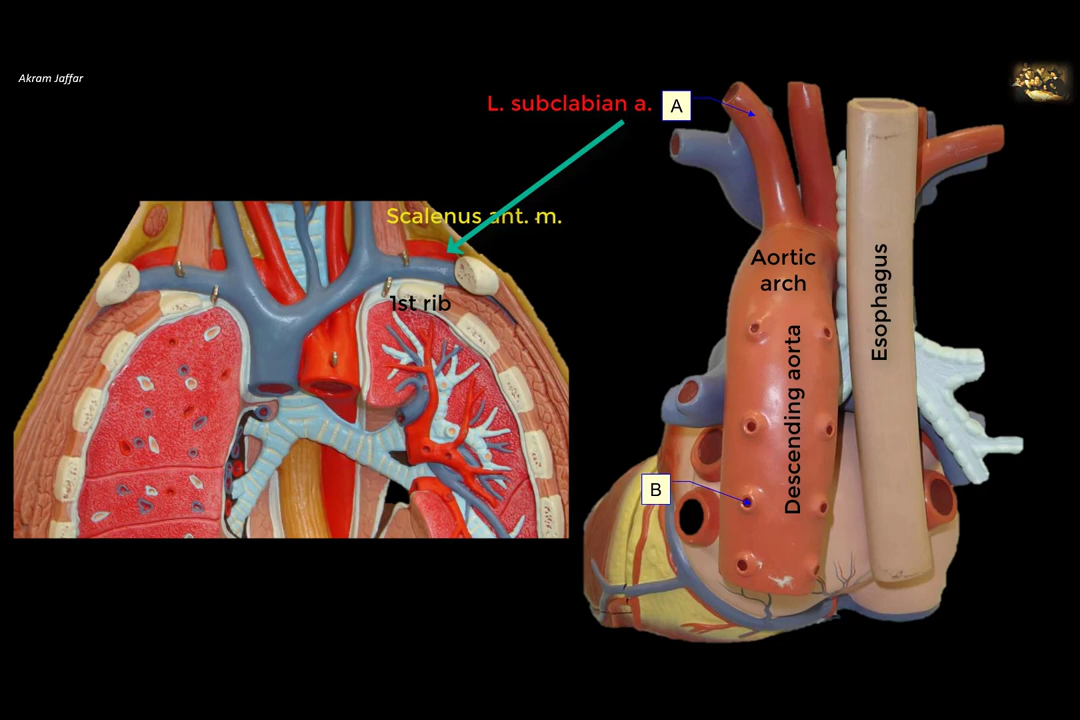 Akram Jaffar
L. subclabian a.
A
Scalenus ant. m.
1st rib
Aortic
arch
Esophagus
Descending aorta
B